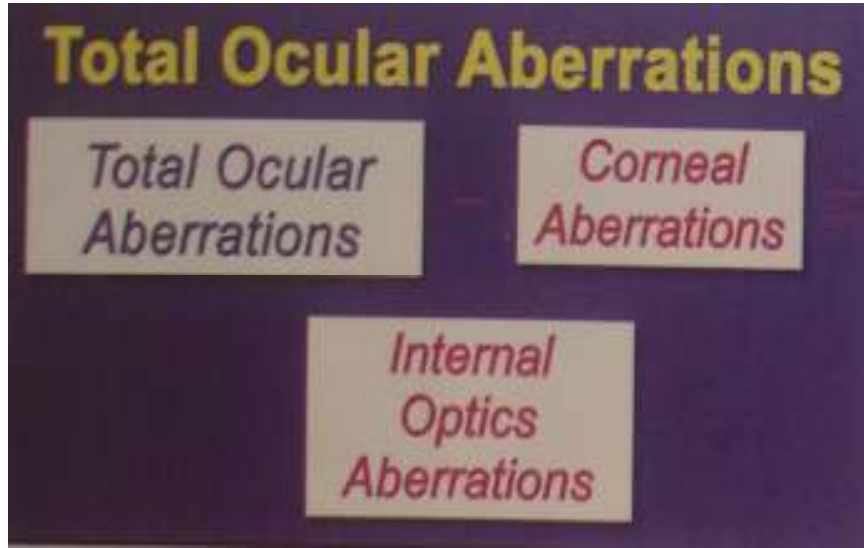 Total Ocular Aberrations
Total Ocular
Aberrations
-
Corneal
Aberrations
=
Internal
Optics
Aberrations